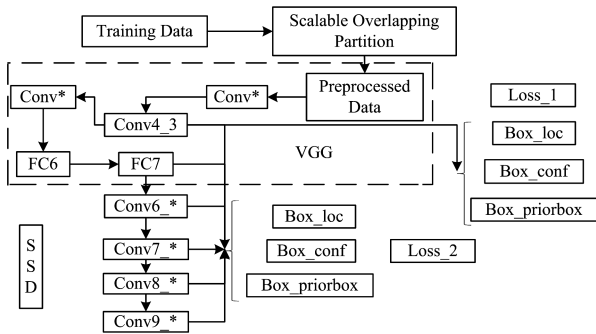 Training Data
Scalable Overlapping
Partition
Conv*
Conv*
Preprocessed
Data
Conv4_3
VGG
FC6
FC7
Loss_1
Box_loc
Box_conf
Box_priorbox
Conv6_*
Conv7_*
Conv8_*
Conv9_*
Box_loc
Box_conf
Loss_2
Box_priorbox
S
S
D